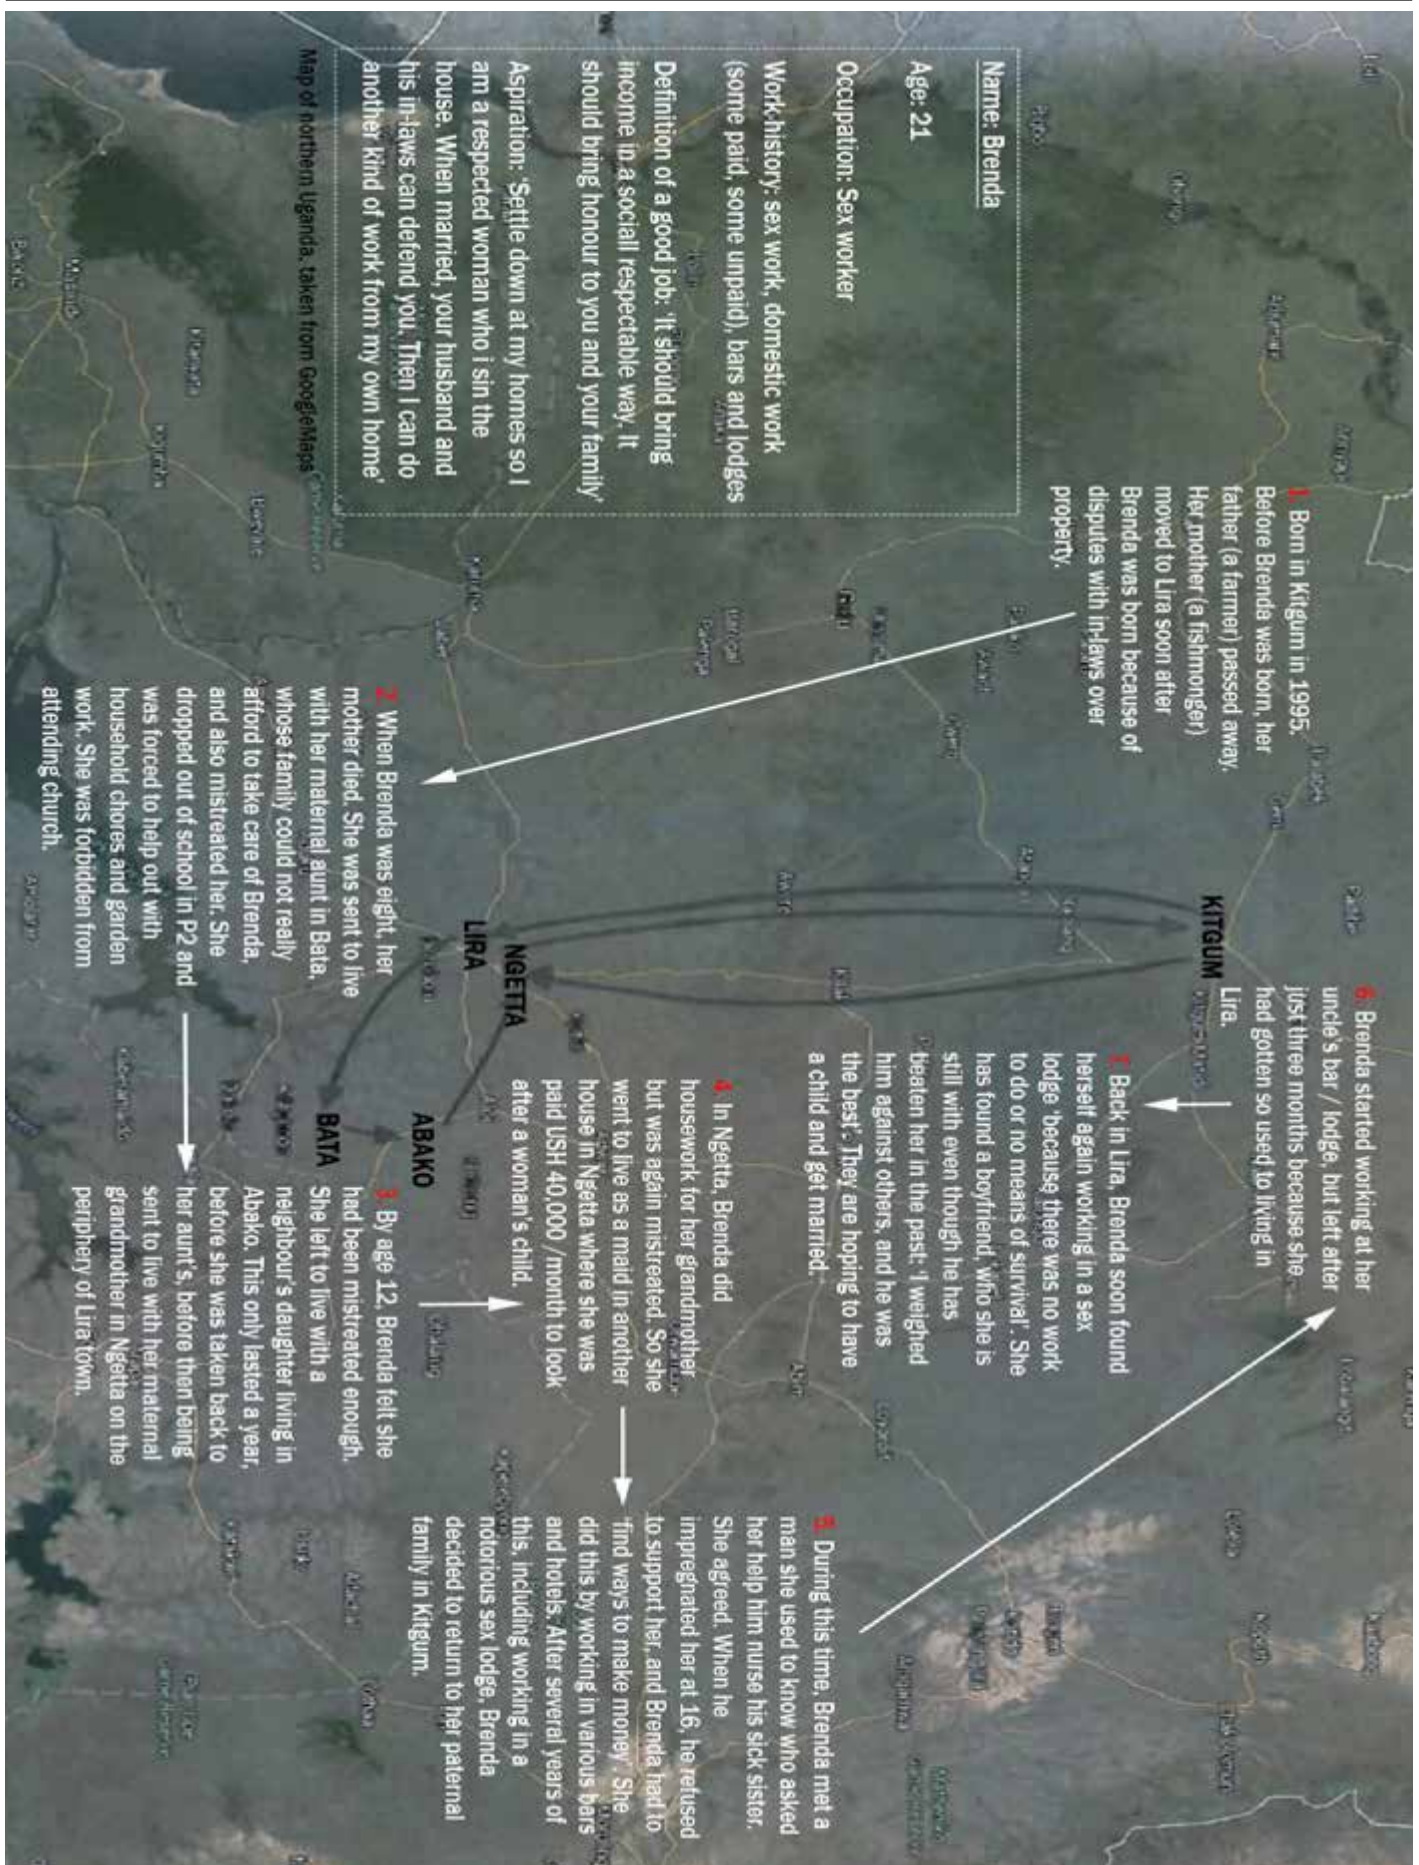 Name: Brenda
Age: 21
Occupation: Sex worker
Work history: sex work, domestic work
(some paid, some unpaid), bars and lodges
Definition of a good job: 'It should bring
income in a sociall respectable way. It
should bring honour to you and your family'
Aspiration: 'Settle down at my homes so I
am a respected woman who i sin the
house. When married, your husband and
his in-laws can defend you. Then I can do
another kind of work from my own home'
Map of northern Uganda, taken from GoogleMaps
1. Born in Kitgum in 1995.
Before Brenda was born, her
father (a farmer) passed away.
Her mother (a fishmonger)
moved to Lira soon after
Brenda was born because of
disputes with in-laws over
property.
2. When Brenda was eight, her
mother died. She was sent to live
with her maternal aunt in Bata,
whose family could not really
afford to take care of Brenda,
and also mistreated her. She
dropped out of school in P2 and
was forced to help out with
household chores and garden
work. She was forbidden from
attending church.
3. By age 12, Brenda felt she
had been mistreated enough.
She left to live with a
neighbour's daughter living in
Abako. This only lasted a year,
before she was taken back to
her aunt's, before then being
sent to live with her maternal
grandmother in Ngetta on the
periphery of Lira town.
4. In Ngetta, Brenda did
housework for her grandmother
but was again mistreated. So she
went to live as a maid in another
house in Ngetta where she was
paid USH 40,000 /month to look
after a woman's child.
5. During this time, Brenda met a
man she used to know who asked
her help him nurse his sick sister.
She agreed. When he
impregnated her at 16, he refused
to support her, and Brenda had to
'find ways to make money'. She
did this by working in various bars
and hotels. After several years of
this, including working in a
notorious sex lodge, Brenda
decided to return to her paternal
family in Kitgum.
6. Brenda started working at her
uncle's bar / lodge, but left after
just three months because she
had gotten so used to living in
Lira.
7. Back in Lira, Brenda soon found
herself again working in a sex
lodge 'because there was no work
to do or no means of survival'. She
has found a boyfriend, who she is
still with even though he has
beaten her in the past: 'I weighed
him against others, and he was
the best'. They are hoping to have
a child and get married.
KITGUM
NGETTA
LIRA
ABAKO
BATA